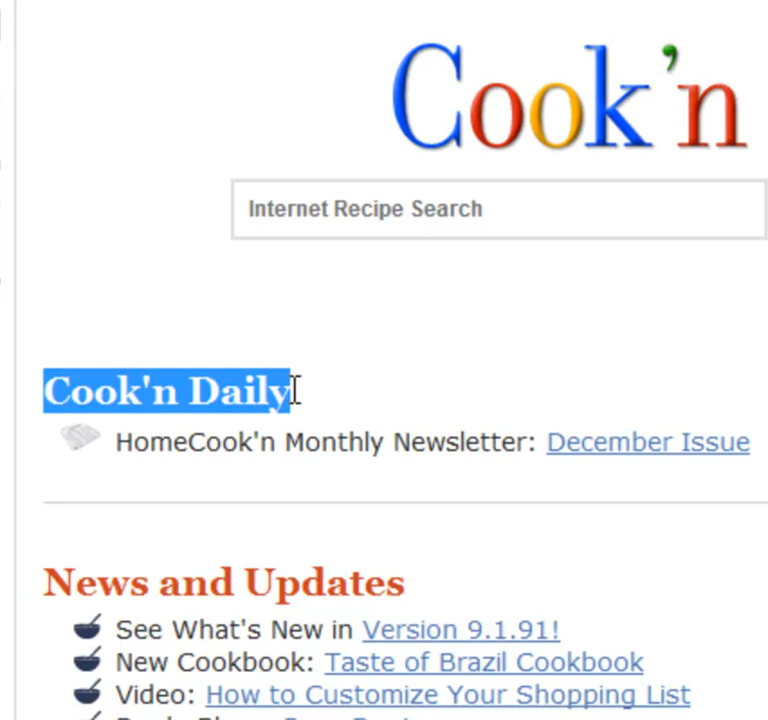 Cook'n
Internet Recipe Search
Cook'n Daily
HomeCook'n Monthly Newsletter: December Issue
News and Updates
See What's New in Version 9.1.91!
New Cookbook: Taste of Brazil Cookbook
Video: How to Customize Your Shopping List